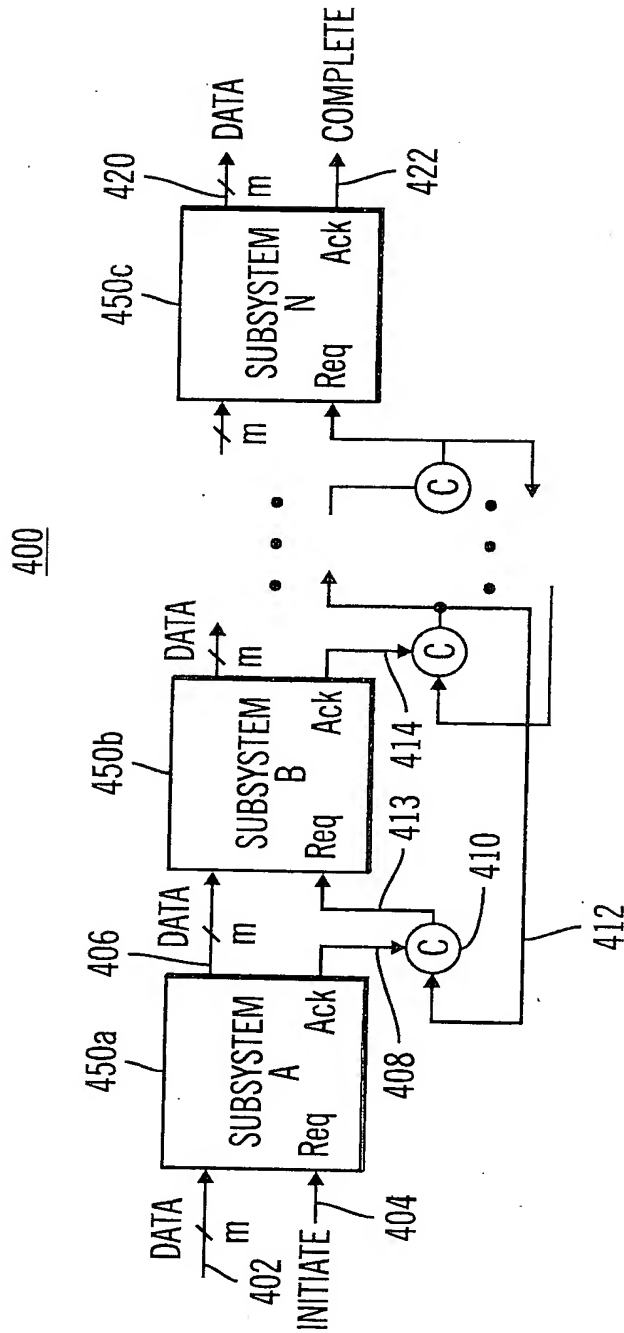 400
450a
450b
450c
DATA
m
402
INITIATE
404
SUBSYSTEM
A
Req
Ack
406
DATA
m
408
C
410
412
413
SUBSYSTEM
B
Req
Ack
DATA
m
414
C
C
m
SUBSYSTEM
N
Req
Ack
420
DATA
m
COMPLETE
422